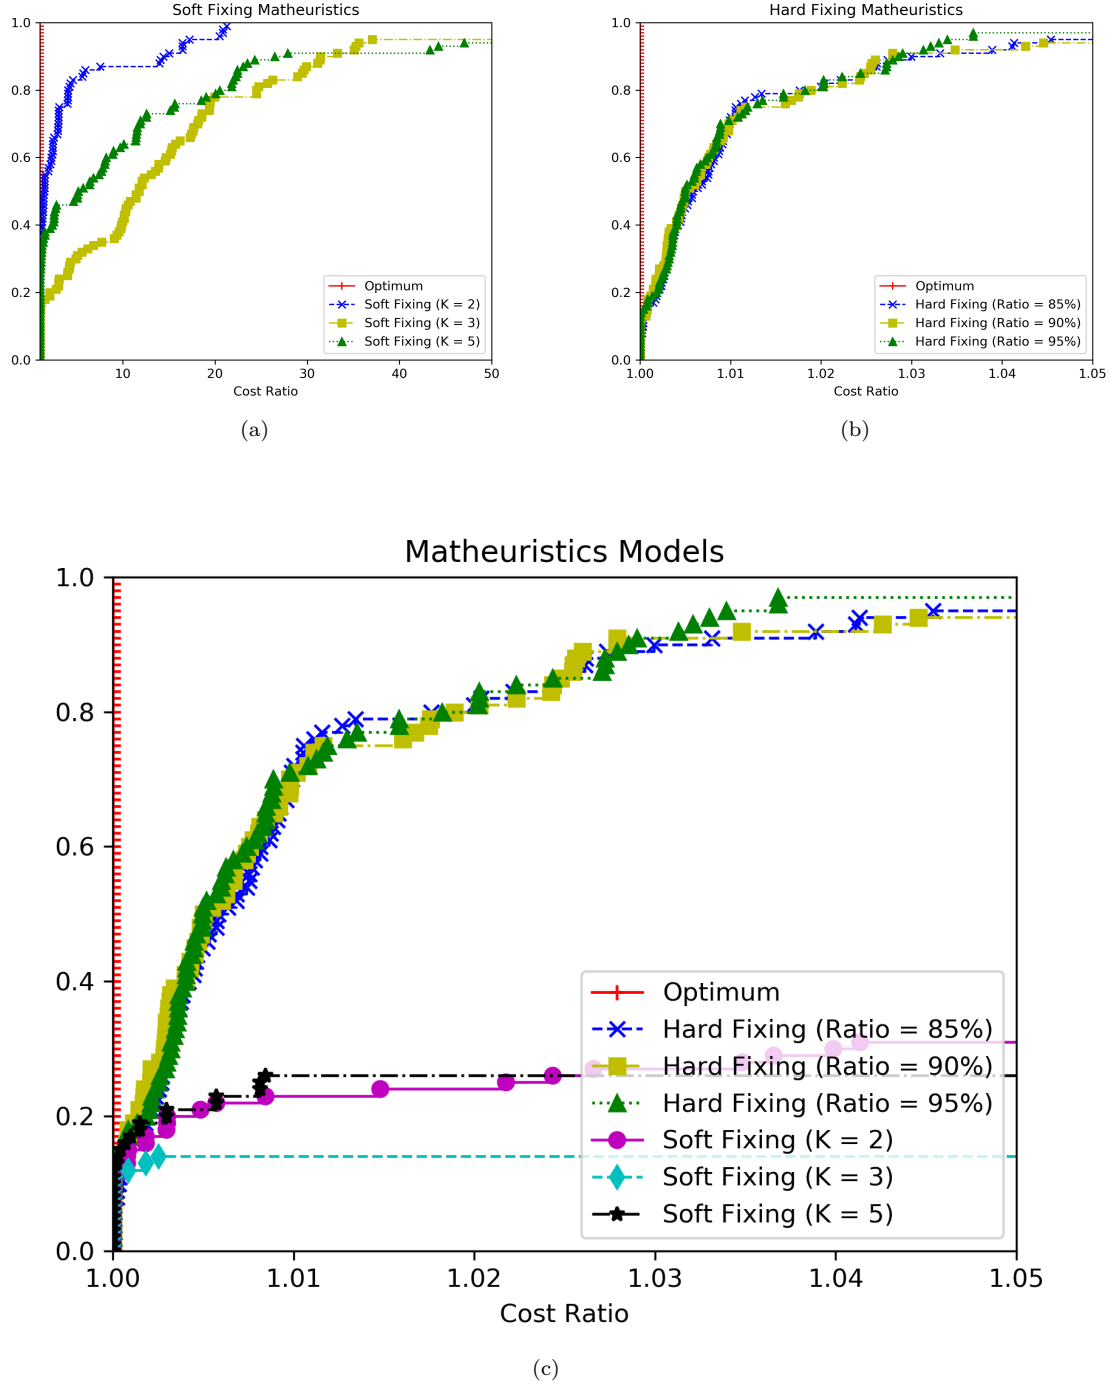 Soft Fixing Matheuristics
1.0
0.8
0.6
0.4
0.2
0.0
Optimum
Soft Fixing (K = 2)
Soft Fixing (K = 3)
Soft Fixing (K = 5)
10 20 30 40 50
Cost Ratio
(a)
Hard Fixing Matheuristics
1.0
0.8
0.6
0.4
0.2
0.0
Optimum
Hard Fixing (Ratio = 85%)
Hard Fixing (Ratio = 90%)
Hard Fixing (Ratio = 95%)
1.00 1.01 1.02 1.03 1.04 1.05
Cost Ratio
(b)
Matheuristics Models
1.0
0.8
0.6
0.4
0.2
0.0
Optimum
Hard Fixing (Ratio = 85%)
Hard Fixing (Ratio = 90%)
Hard Fixing (Ratio = 95%)
Soft Fixing (K = 2)
Soft Fixing (K = 3)
Soft Fixing (K = 5)
1.00 1.01 1.02 1.03 1.04 1.05
Cost Ratio
(c)